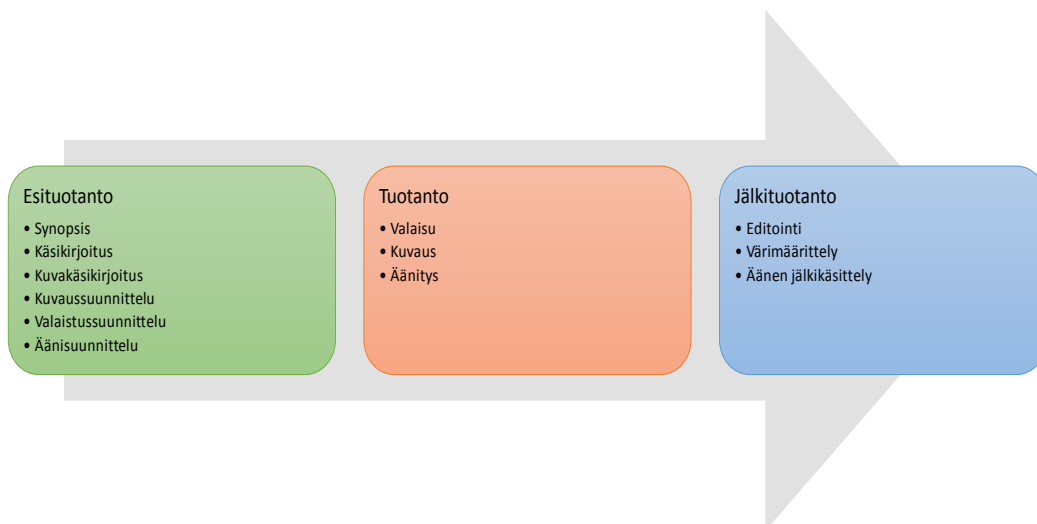 Esituotanto
• Synopsis
• Käsikirjoitus
• Kuvakäsikirjoitus
• Kuvaussuunnittelu
• Valaistussuunnittelu
• Äänisuunnittelu
Tuotanto
• Valaisu
• Kuvaus
• Äänitys
Jälkituotanto
• Editointi
• Värimäärittely
• Äänen jälkikäsittely